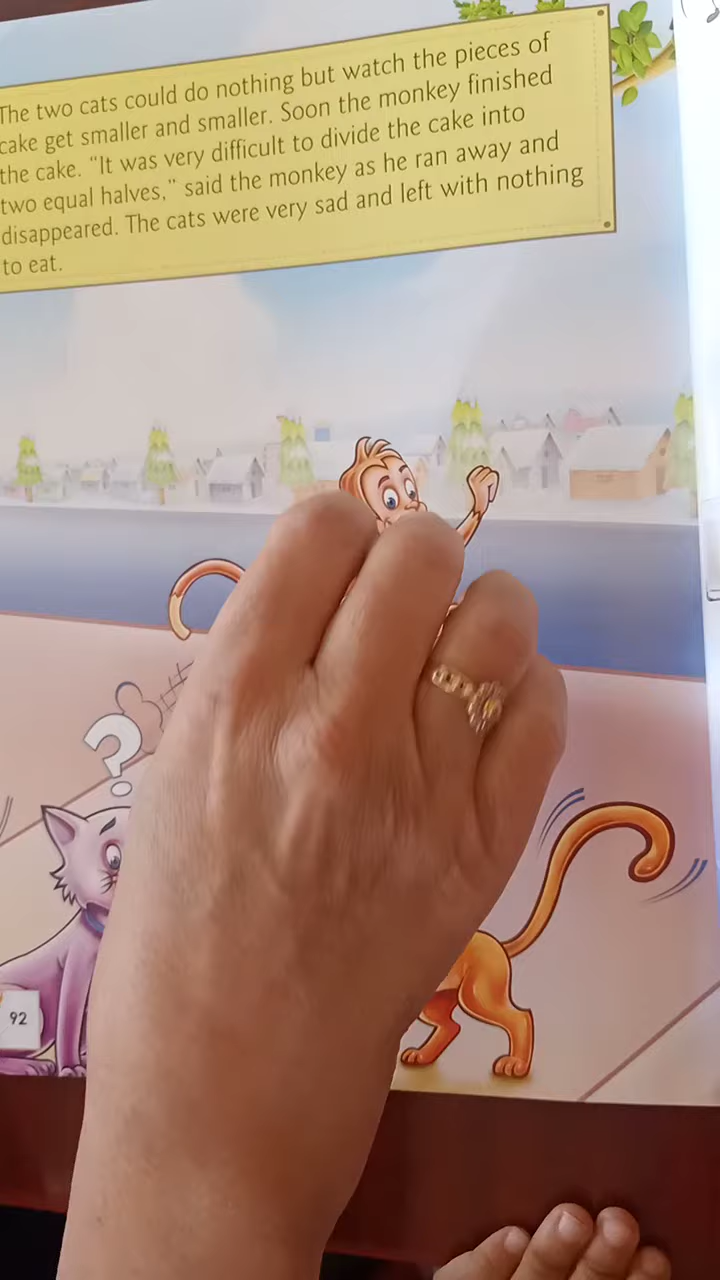 The two cats could do nothing but watch the pieces of
cake get smaller and smaller. Soon the monkey finished
the cake. "It was very difficult to divide the cake into
two equal halves," said the monkey as he ran away and
disappeared. The cats were very sad and left with nothing
to eat.
?
92